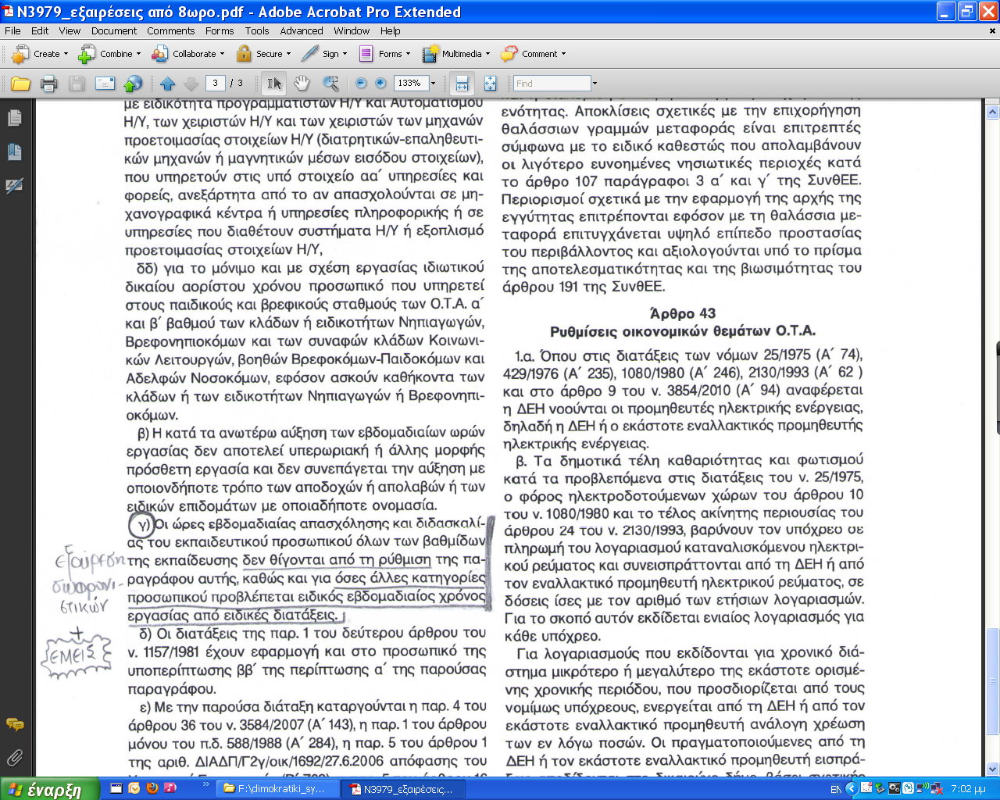 N3979_εξαιρέσεις από 8ωρο.pdf - Adobe Acrobat Pro Extended
File Edit View Document Comments Forms Tools Advanced Window Help
Create Combine Collaborate Secure Sign Forms Multimedia Comment
3 / 3 133% Find
με ειδικότητα προγραμματιστών Η/Υ και Αυτοματισμού
Η/Υ, των χειριστών Η/Υ και των χειριστών των μηχανών
προετοιμασίας στοιχείων Η/Υ (διατρητικών-επαληθευτι-
κών μηχανών ή μαγνητικών μέσων εισόδου στοιχείων),
που υπηρετούν στις υπό στοιχείο αα΄ υπηρεσίες και
φορείς, ανεξάρτητα από το αν απασχολούνται σε μη-
χανογραφικά κέντρα ή υπηρεσίες πληροφορικής ή σε
υπηρεσίες που διαθέτουν συστήματα Η/Υ ή εξοπλισμό
προετοιμασίας στοιχείων Η/Υ,
δδ) για το μόνιμο και με σχέση εργασίας ιδιωτικού
δικαίου αορίστου χρόνου προσωπικό που υπηρετεί
στους παιδικούς και βρεφικούς σταθμούς των Ο.Τ.Α. α΄
και β΄ βαθμού των κλάδων ή ειδικοτήτων Νηπιαγωγών,
Βρεφονηπιοκόμων και των συναφών κλάδων Κοινωνι-
κών Λειτουργών, βοηθών Βρεφοκόμων-Παιδοκόμων και
Αδελφών Νοσοκόμων, εφόσον ασκούν καθήκοντα των
κλάδων ή των ειδικοτήτων Νηπιαγωγών ή Βρεφονηπι-
οκόμων.
β) Η κατά τα ανωτέρω αύξηση των εβδομαδιαίων ωρών
εργασίας δεν αποτελεί υπερωριακή ή άλλης μορφής
πρόσθετη εργασία και δεν συνεπάγεται την αύξηση με
οποιονδήποτε τρόπο των αποδοχών ή απολαβών ή των
ειδικών επιδομάτων με οποιαδήποτε ονομασία.
γ) Οι ώρες εβδομαδιαίας απασχόλησης και διδασκαλί-
ας του εκπαιδευτικού προσωπικού όλων των βαθμίδων
της εκπαίδευσης δεν θίγονται από τη ρύθμιση της πα-
ραγράφου αυτής, καθώς και για όσες άλλες κατηγορίες
προσωπικού προβλέπεται ειδικός εβδομαδιαίος χρόνος
εργασίας από ειδικές διατάξεις.
δ) Οι διατάξεις της παρ. 1 του δεύτερου άρθρου του
ν. 1157/1981 έχουν εφαρμογή και στο προσωπικό της
υποπερίπτωσης ββ΄ της περίπτωσης α΄ της παρούσας
παραγράφου.
ε) Με την παρούσα διάταξη καταργούνται η παρ. 4 του
άρθρου 36 του ν. 3584/2007 (Α΄ 143), η παρ. 1 του άρθρου
μόνου του π.δ. 588/1988 (Α΄ 284), η παρ. 5 του άρθρου 1
της αριθ. ΔΙΑΔΠ/Γ2γ/οικ/1692/27.6.2006 απόφασης του
εξαίρεση
σωφρονι-
στικών
+
ΕΜΕΙΣ
ενότητας. Αποκλίσεις σχετικές με την επιχορήγηση
θαλάσσιων γραμμών μεταφοράς είναι επιτρεπτές
σύμφωνα με το ειδικό καθεστώς που απολαμβάνουν
οι λιγότερο ευνοημένες νησιωτικές περιοχές κατά
το άρθρο 107 παράγραφοι 3 α΄ και γ΄ της ΣυνθΕΕ.
Περιορισμοί σχετικά με την εφαρμογή της αρχής της
εγγύτητας επιτρέπονται εφόσον με τη θαλάσσια με-
ταφορά επιτυγχάνεται υψηλό επίπεδο προστασίας
του περιβάλλοντος και αξιολογούνται υπό το πρίσμα
της αποτελεσματικότητας και της βιωσιμότητας του
άρθρου 191 της ΣυνθΕΕ.
Άρθρο 43
Ρυθμίσεις οικονομικών θεμάτων Ο.Τ.Α.
1.α. Όπου στις διατάξεις των νόμων 25/1975 (Α΄ 74),
429/1976 (Α΄ 235), 1080/1980 (Α΄ 246), 2130/1993 (Α΄ 62 )
και στο άρθρο 9 του ν. 3854/2010 (Α΄ 94) αναφέρεται
η ΔΕΗ νοούνται οι προμηθευτές ηλεκτρικής ενέργειας,
δηλαδή η ΔΕΗ ή ο εκάστοτε εναλλακτικός προμηθευτής
ηλεκτρικής ενέργειας.
β. Τα δημοτικά τέλη καθαριότητας και φωτισμού
κατά τα προβλεπόμενα στις διατάξεις του ν. 25/1975,
ο φόρος ηλεκτροδοτούμενων χώρων του άρθρου 10
του ν. 1080/1980 και το τέλος ακίνητης περιουσίας του
άρθρου 24 του ν. 2130/1993, βαρύνουν τον υπόχρεο σε
πληρωμή του λογαριασμού καταναλισκόμενου ηλεκτρι-
κού ρεύματος και συνεισπράττονται από τη ΔΕΗ ή από
τον εναλλακτικό προμηθευτή ηλεκτρικού ρεύματος, σε
δόσεις ίσες με τον αριθμό των ετήσιων λογαριασμών.
Για το σκοπό αυτόν εκδίδεται ενιαίος λογαριασμός για
κάθε υπόχρεο.
Για λογαριασμούς που εκδίδονται για χρονικό διά-
στημα μικρότερο ή μεγαλύτερο της εκάστοτε ορισμέ-
νης χρονικής περιόδου, που προσδιορίζεται από τους
νομίμως υπόχρεους, ενεργείται από τη ΔΕΗ ή από τον
εκάστοτε εναλλακτικό προμηθευτή ανάλογη χρέωση
των εν λόγω ποσών. Οι πραγματοποιούμενες από τη
ΔΕΗ ή τον εκάστοτε εναλλακτικό προμηθευτή εισπρά-
έναρξη F:\dimokratiki_sy... N3979_εξαιρέσεις... EN 7:02 μμ